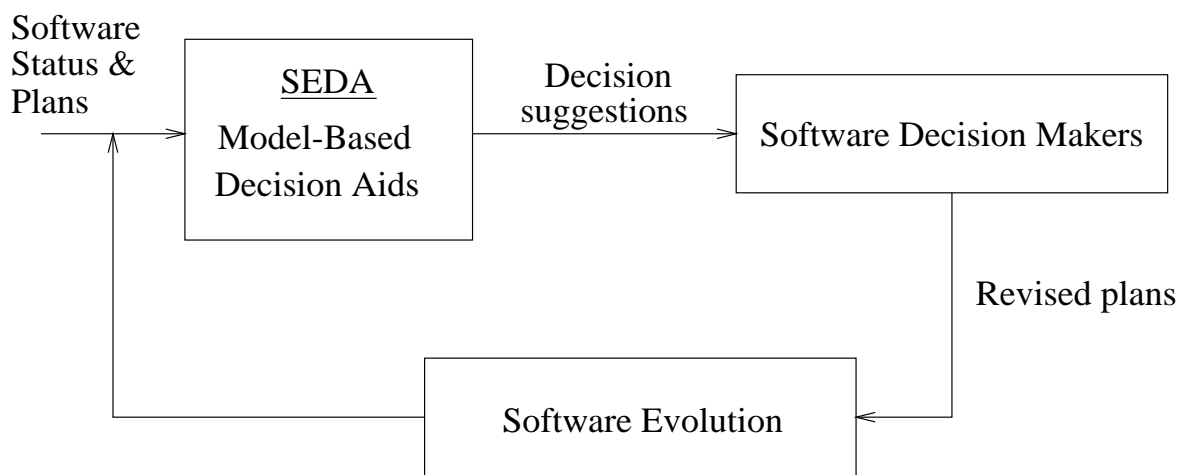 Software
Status &
Plans
SEDA
Model-Based
Decision Aids
Decision
suggestions
Software Decision Makers
Revised plans
Software Evolution